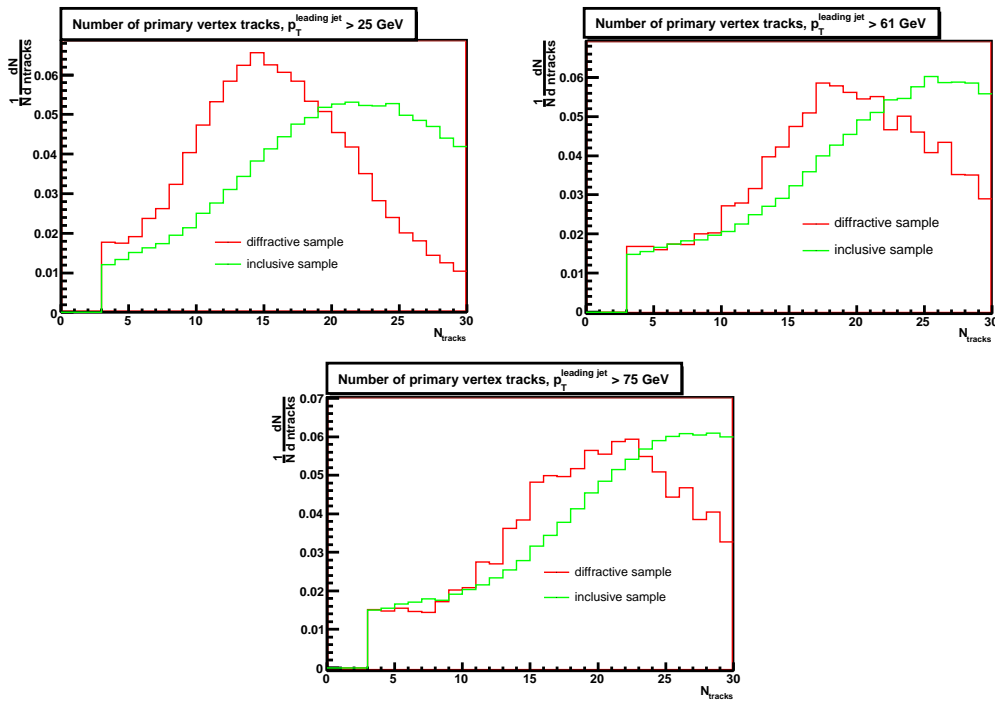 Number of primary vertex tracks, p_T^leading jet > 25 GeV
1/N dN/d ntracks
0.06
0.05
0.04
0.03
0.02
0.01
0
diffractive sample
inclusive sample
0 5 10 15 20 25 30
N_tracks
Number of primary vertex tracks, p_T^leading jet > 61 GeV
1/N dN/d ntracks
0.06
0.05
0.04
0.03
0.02
0.01
0
diffractive sample
inclusive sample
0 5 10 15 20 25 30
N_tracks
Number of primary vertex tracks, p_T^leading jet > 75 GeV
1/N dN/d ntracks
0.07
0.06
0.05
0.04
0.03
0.02
0.01
0
diffractive sample
inclusive sample
0 5 10 15 20 25 30
N_tracks